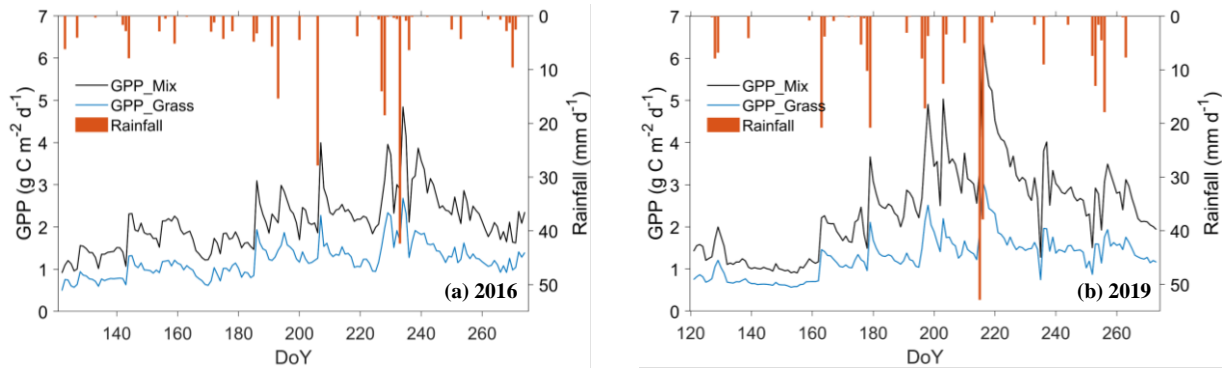 7
6
5
4
3
2
1
0
GPP (g C m⁻² d⁻¹)
GPP_Mix
GPP_Grass
Rainfall
0
10
20
30
40
50
Rainfall (mm d⁻¹)
(a) 2016
140 160 180 200 220 240 260
DoY
7
6
5
4
3
2
1
0
GPP (g C m⁻² d⁻¹)
GPP_Mix
GPP_Grass
Rainfall
0
10
20
30
40
50
Rainfall (mm d⁻¹)
(b) 2019
120 140 160 180 200 220 240 260
DoY